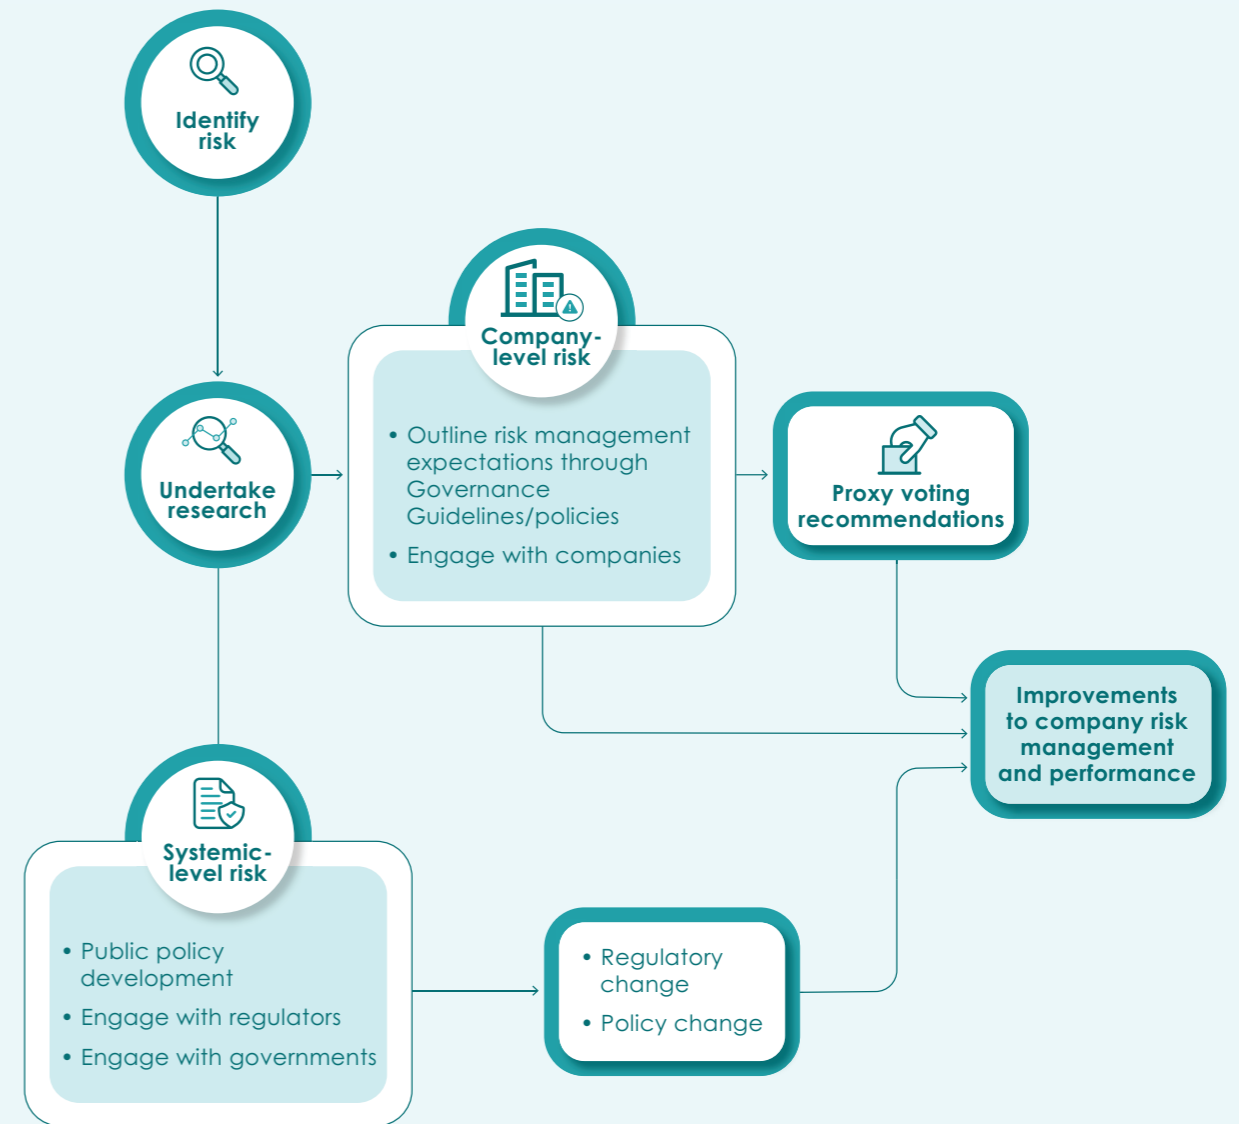 Identify
risk
Undertake
research
Company-
level risk
• Outline risk management
expectations through
Governance
Guidelines/policies
• Engage with companies
Proxy voting
recommendations
Improvements
to company risk
management
and performance
Systemic-
level risk
• Public policy
development
• Engage with regulators
• Engage with governments
• Regulatory
change
• Policy change